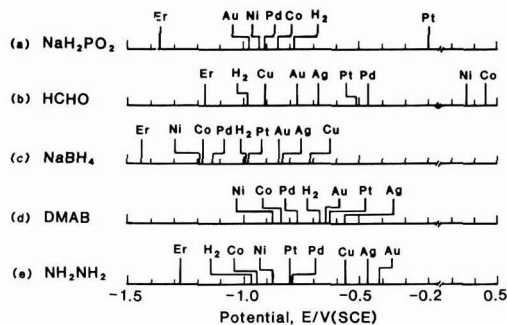 Er Au Ni Pd Co H₂ Pt
(a) NaH₂PO₂
Er H₂ Cu Au Ag Pt Pd Ni Co
(b) HCHO
Er Ni Co Pd H₂ Pt Au Ag Cu
(c) NaBH₄
Ni Co Pd H₂ Au Pt Ag
(d) DMAB
Er H₂ Co Ni Pt Pd Cu Ag Au
(e) NH₂NH₂
-1.5 -1.0 -0.5 -0.2 0.5
Potential, E/V(SCE)